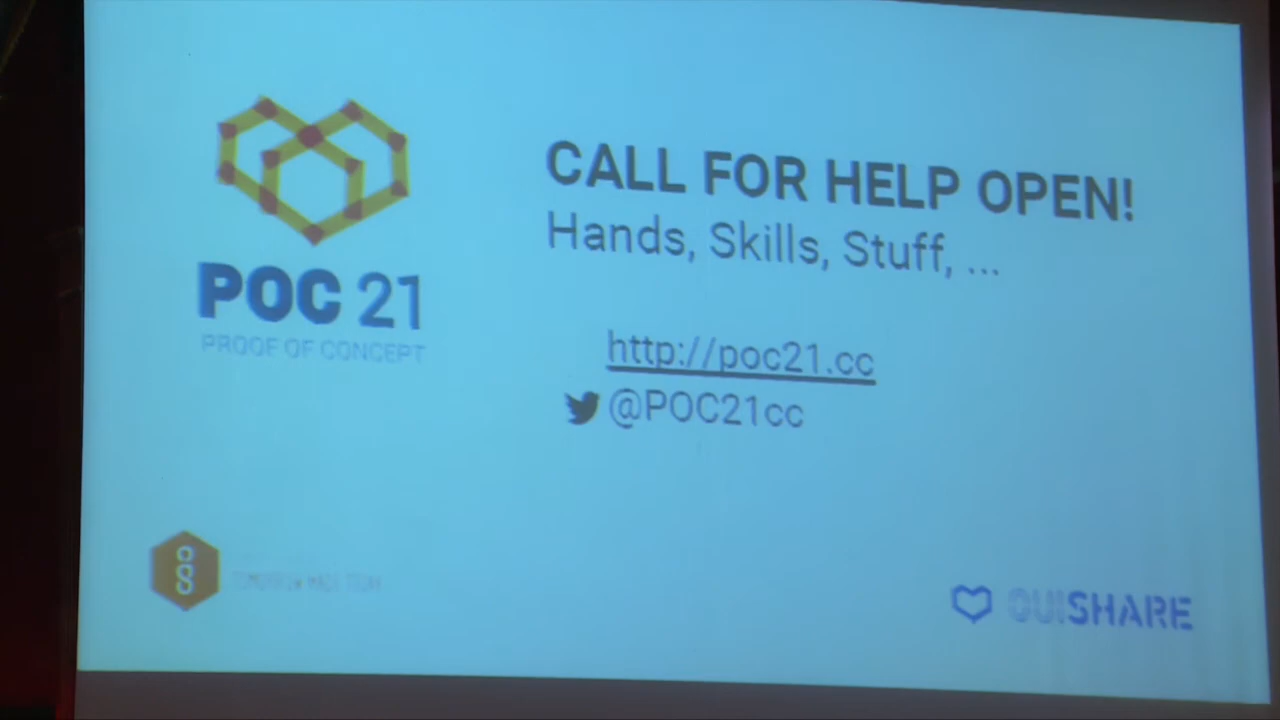 POC 21
PROOF OF CONCEPT
CALL FOR HELP OPEN!
Hands, Skills, Stuff, ...
http://poc21.cc
@POC21cc
OUISHARE